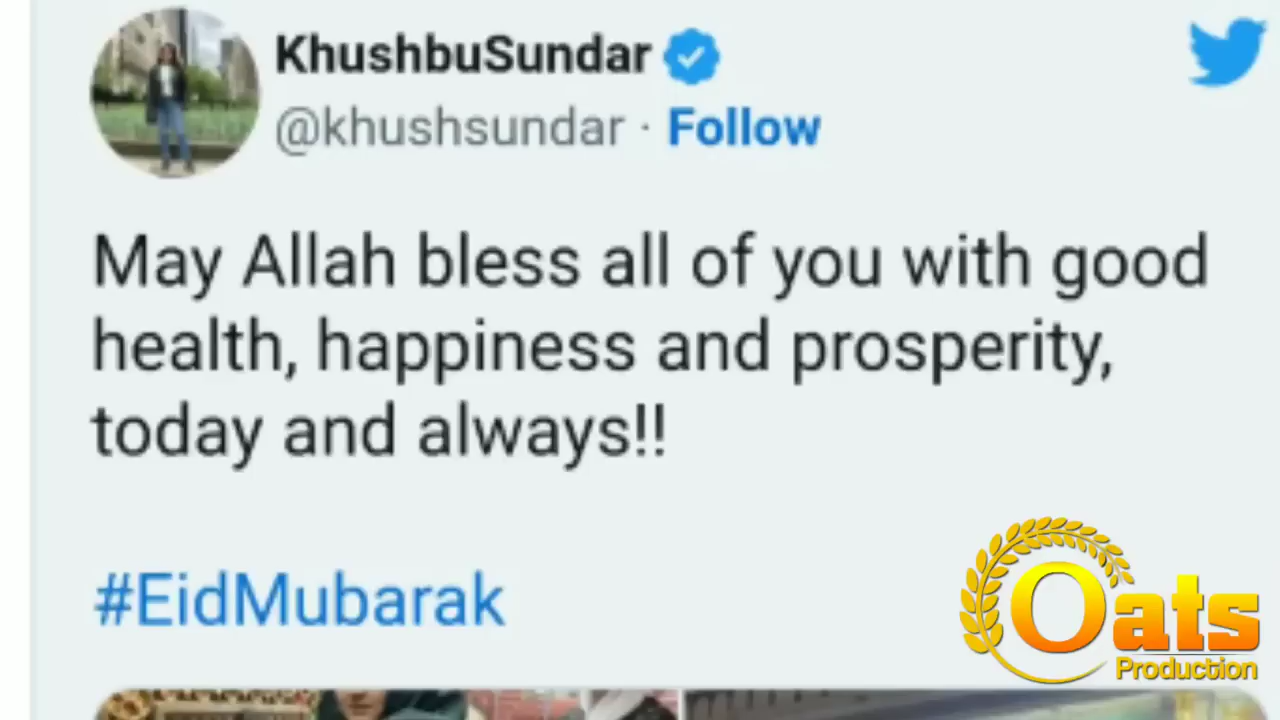 KhushbuSundar
@khushsundar · Follow
May Allah bless all of you with good
health, happiness and prosperity,
today and always!!
#EidMubarak
Oats
Production